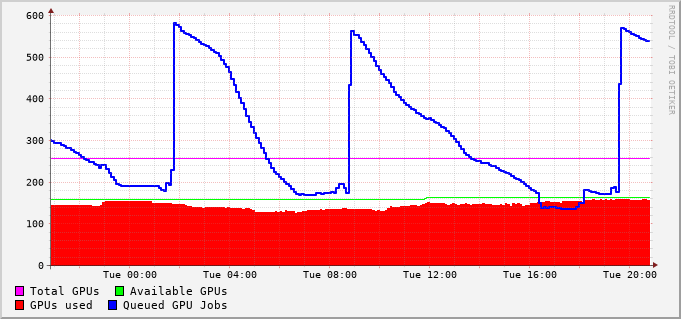 600
500
400
300
200
100
0
Tue 00:00 Tue 04:00 Tue 08:00 Tue 12:00 Tue 16:00 Tue 20:00
Total GPUs Available GPUs
GPUs used Queued GPU Jobs
RRDTOOL / TOBI OETIKER